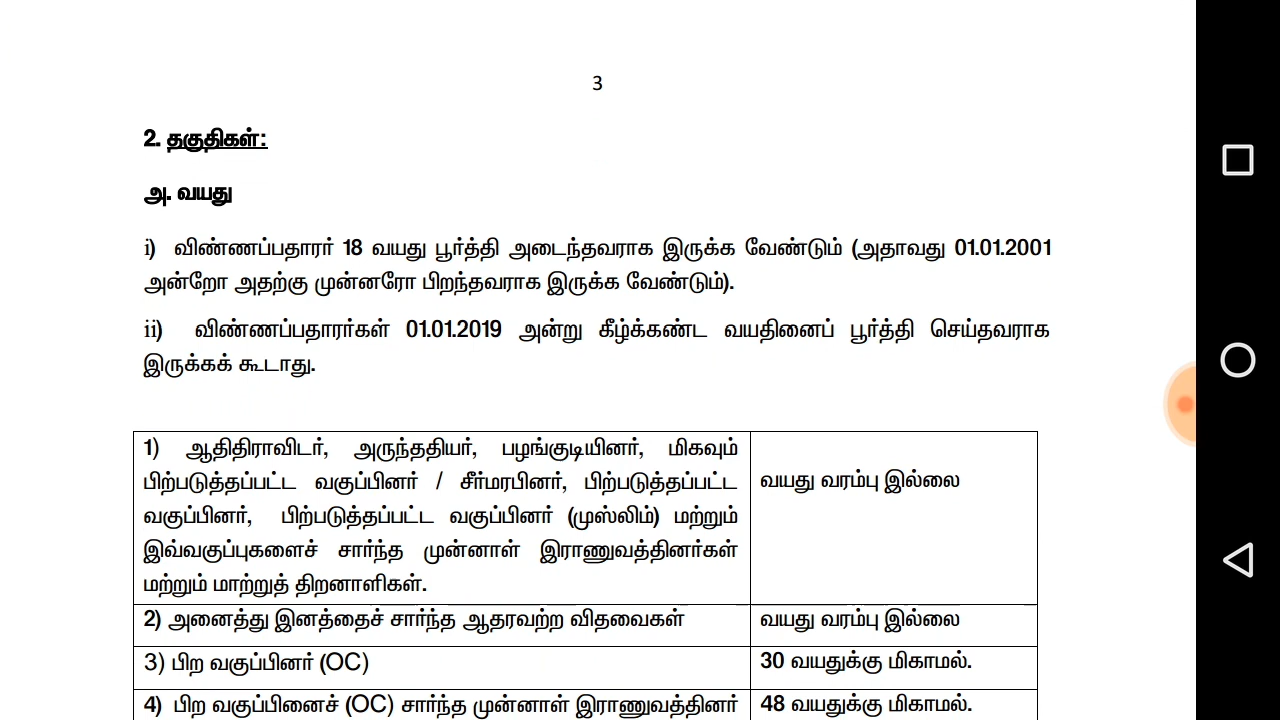 3
2. தகுதிகள்:
அ. வயது
i) விண்ணப்பதாரர் 18 வயது பூர்த்தி அடைந்தவராக இருக்க வேண்டும் (அதாவது 01.01.2001
அன்றோ அதற்கு முன்னரோ பிறந்தவராக இருக்க வேண்டும்).
ii) விண்ணப்பதாரர்கள் 01.01.2019 அன்று கீழ்க்கண்ட வயதினைப் பூர்த்தி செய்தவராக
இருக்கக் கூடாது.
1) ஆதிதிராவிடர், அருந்ததியர், பழங்குடியினர், மிகவும்
பிற்படுத்தப்பட்ட வகுப்பினர் / சீர்மரபினர், பிற்படுத்தப்பட்ட
வகுப்பினர், பிற்படுத்தப்பட்ட வகுப்பினர் (முஸ்லிம்) மற்றும்
இவ்வகுப்புகளைச் சார்ந்த முன்னாள் இராணுவத்தினர்கள்
மற்றும் மாற்றுத் திறனாளிகள்.
வயது வரம்பு இல்லை
2) அனைத்து இனத்தைச் சார்ந்த ஆதரவற்ற விதவைகள்
வயது வரம்பு இல்லை
3) பிற வகுப்பினர் (OC)
30 வயதுக்கு மிகாமல்.
4) பிற வகுப்பினைச் (OC) சார்ந்த முன்னாள் இராணுவத்தினர்
48 வயதுக்கு மிகாமல்.